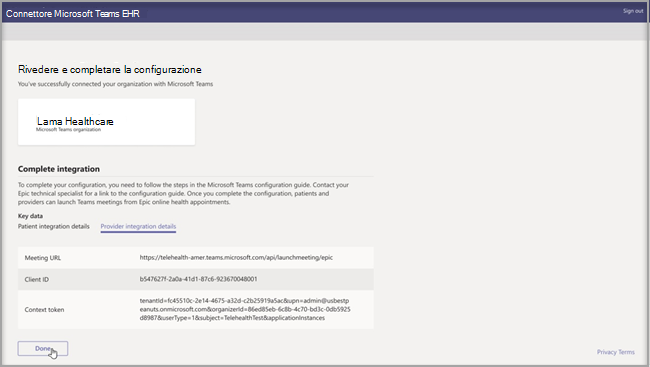 Connettore Microsoft Teams EHR
Sign out
Rivedere e completare la configurazione
You've successfully connected your organization with Microsoft Teams
Lama Healthcare
Microsoft Teams organization
Complete integration
To complete your configuration, you need to follow the steps in the Microsoft Teams configuration guide. Contact your
Epic technical specialist for a link to the configuration guide. Once you complete the configuration, patients and
providers can launch Teams meetings from Epic online health appointments.
Key data
Patient integration details Provider integration details
Meeting URL https://telehealth-amer.teams.microsoft.com/api/launchmeeting/epic
Client ID b547627f-2a0a-41d1-87c6-923670048001
Context token
tenantId=fc45510c-2e14-4675-a32d-c2b25919a5ac&upn=admin@usbestp
eanuts.onmicrosoft.com&organizerId=86ed85eb-6c8b-4c70-bd3c-0db5925
d8987&userType=1&subject=TelehealthTest&applicationInstances
Done
Privacy Terms